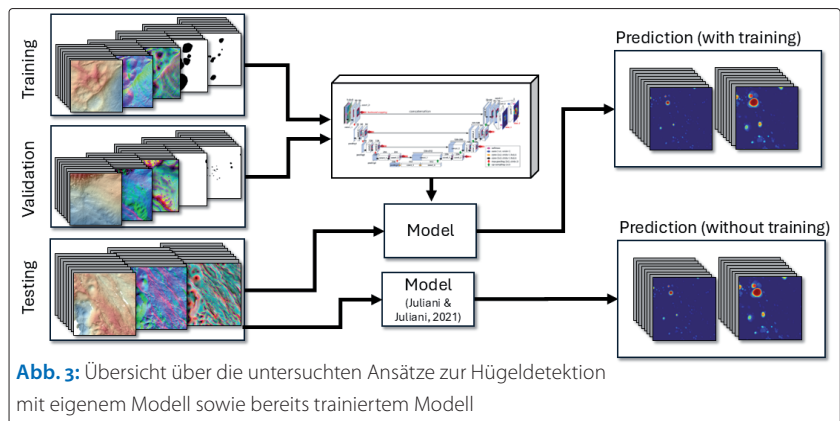 Training
Validation
Testing
Model
Model
(Juliani &
Juliani, 2021)
Prediction (with training)
Prediction (without training)
Abb. 3: Übersicht über die untersuchten Ansätze zur Hügeldetektion
mit eigenem Modell sowie bereits trainiertem Modell